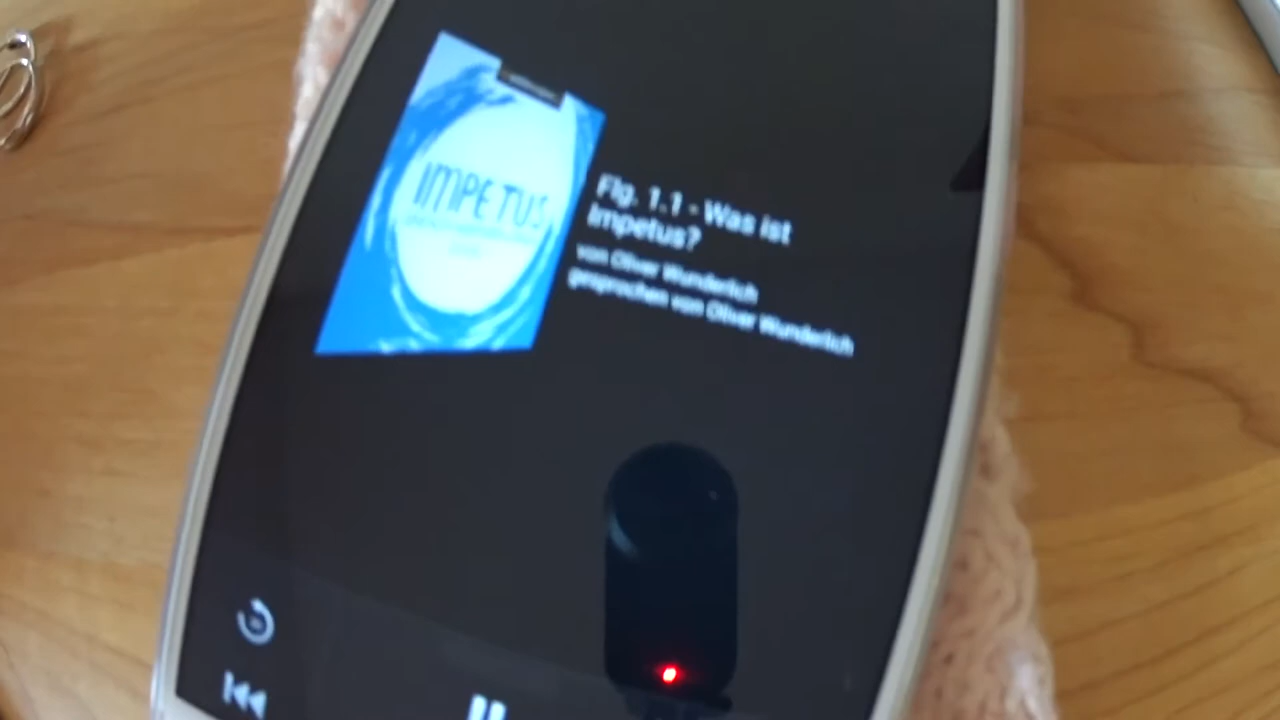 IMPETUS
Fig. 1.1 - Was ist
Impetus?
von Oliver Wunderlich
gesprochen von Oliver Wunderlich